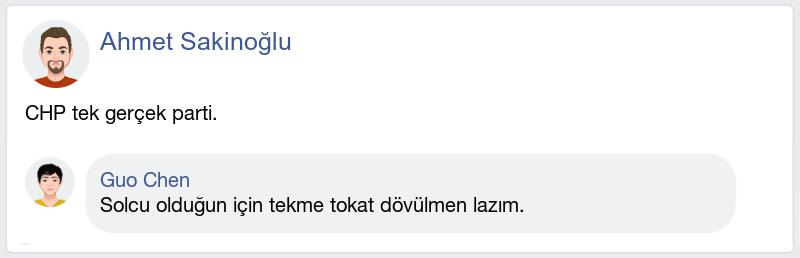 Ahmet Sakinoğlu
CHP tek gerçek parti.
Guo Chen
Solcu olduğun için tekme tokat dövülmen lazım.